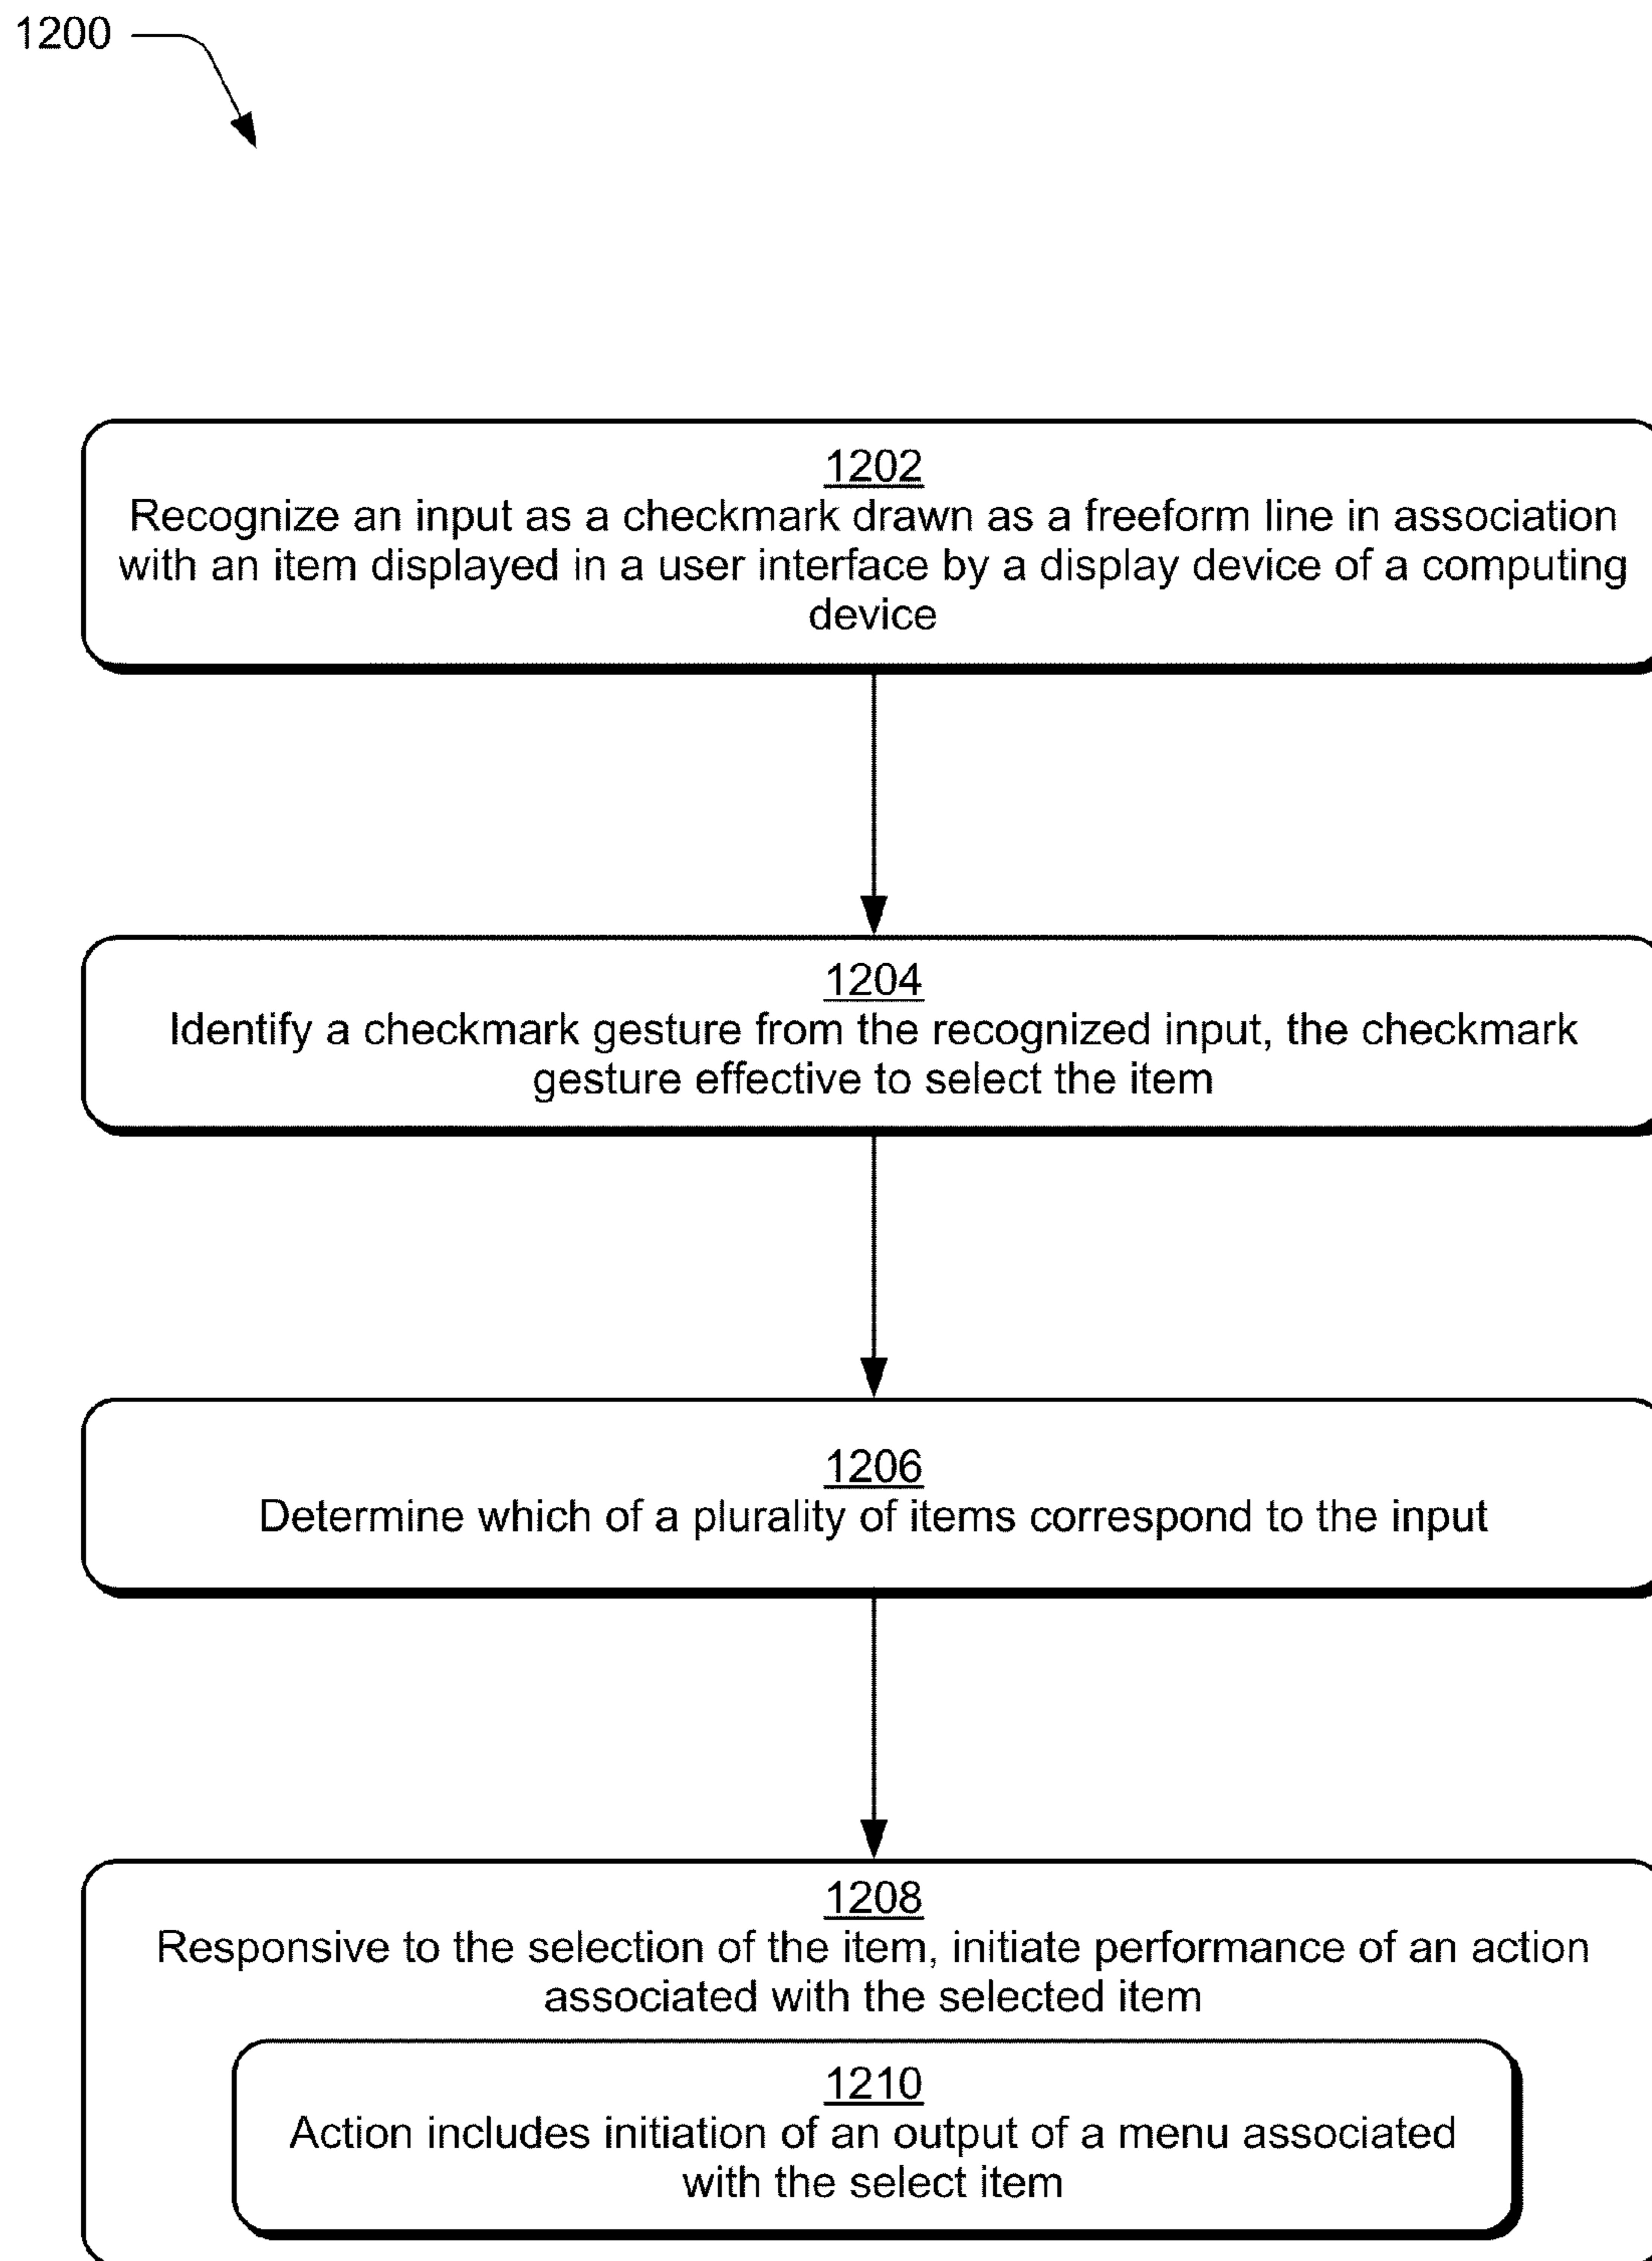 1200
1202
Recognize an input as a checkmark drawn as a freeform line in association
with an item displayed in a user interface by a display device of a computing
device
1204
Identify a checkmark gesture from the recognized input, the checkmark
gesture effective to select the item
1206
Determine which of a plurality of items correspond to the input
1208
Responsive to the selection of the item, initiate performance of an action
associated with the selected item
1210
Action includes initiation of an output of a menu associated
with the select item